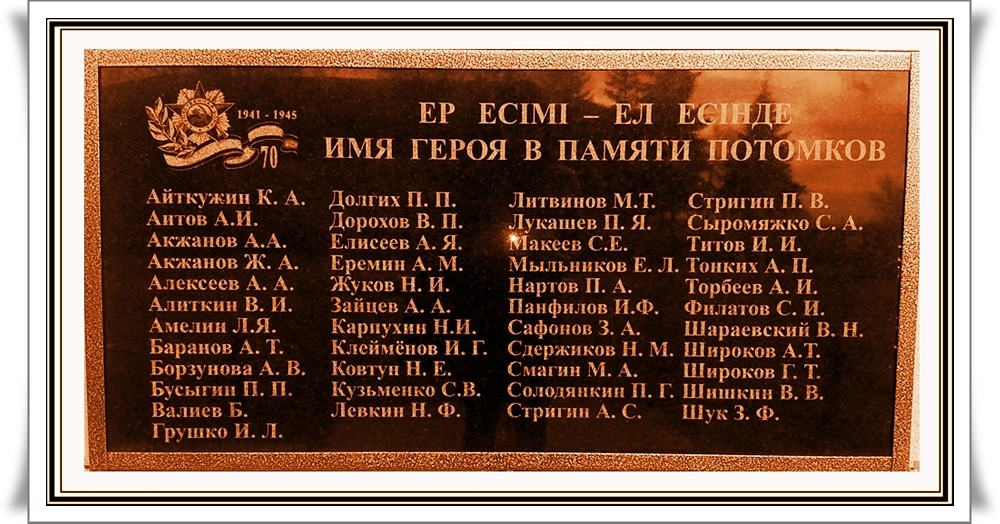 1941 - 1945
70
ЕР ЕСІМІ – ЕЛ ЕСІНДЕ
ИМЯ ГЕРОЯ В ПАМЯТИ ПОТОМКОВ
Айткужин К. А.
Аитов А.И.
Акжанов А.А.
Акжанов Ж. А.
Алексеев А. А.
Алиткин В. И.
Амелин Л.Я.
Баранов А. Т.
Борзунова А. В.
Бусыгин П. П.
Валиев Б.
Грушко И. Л.
Долгих П. П.
Дорохов В. П.
Елисеев А. Я.
Еремин А. М.
Жуков Н. И.
Зайцев А. А.
Карпухин Н.И.
Клеймёнов И. Г.
Ковтун Н. Е.
Кузьменко С.В.
Левкин Н. Ф.
Литвинов М.Т.
Лукашев П. Я.
Макеев С.Е.
Мыльников Е. Л.
Нартов П. А.
Панфилов И.Ф.
Сафонов З. А.
Сдержиков Н. М.
Смагин М. А.
Солодянкин П. Г.
Стригин А. С.
Стригин П. В.
Сыромяжко С. А.
Титов И. И.
Тонких А. П.
Торбеев А. И.
Филатов С. И.
Шараевский В. Н.
Широков А.Т.
Широков Г. Т.
Шишкин В. В.
Щук З. Ф.